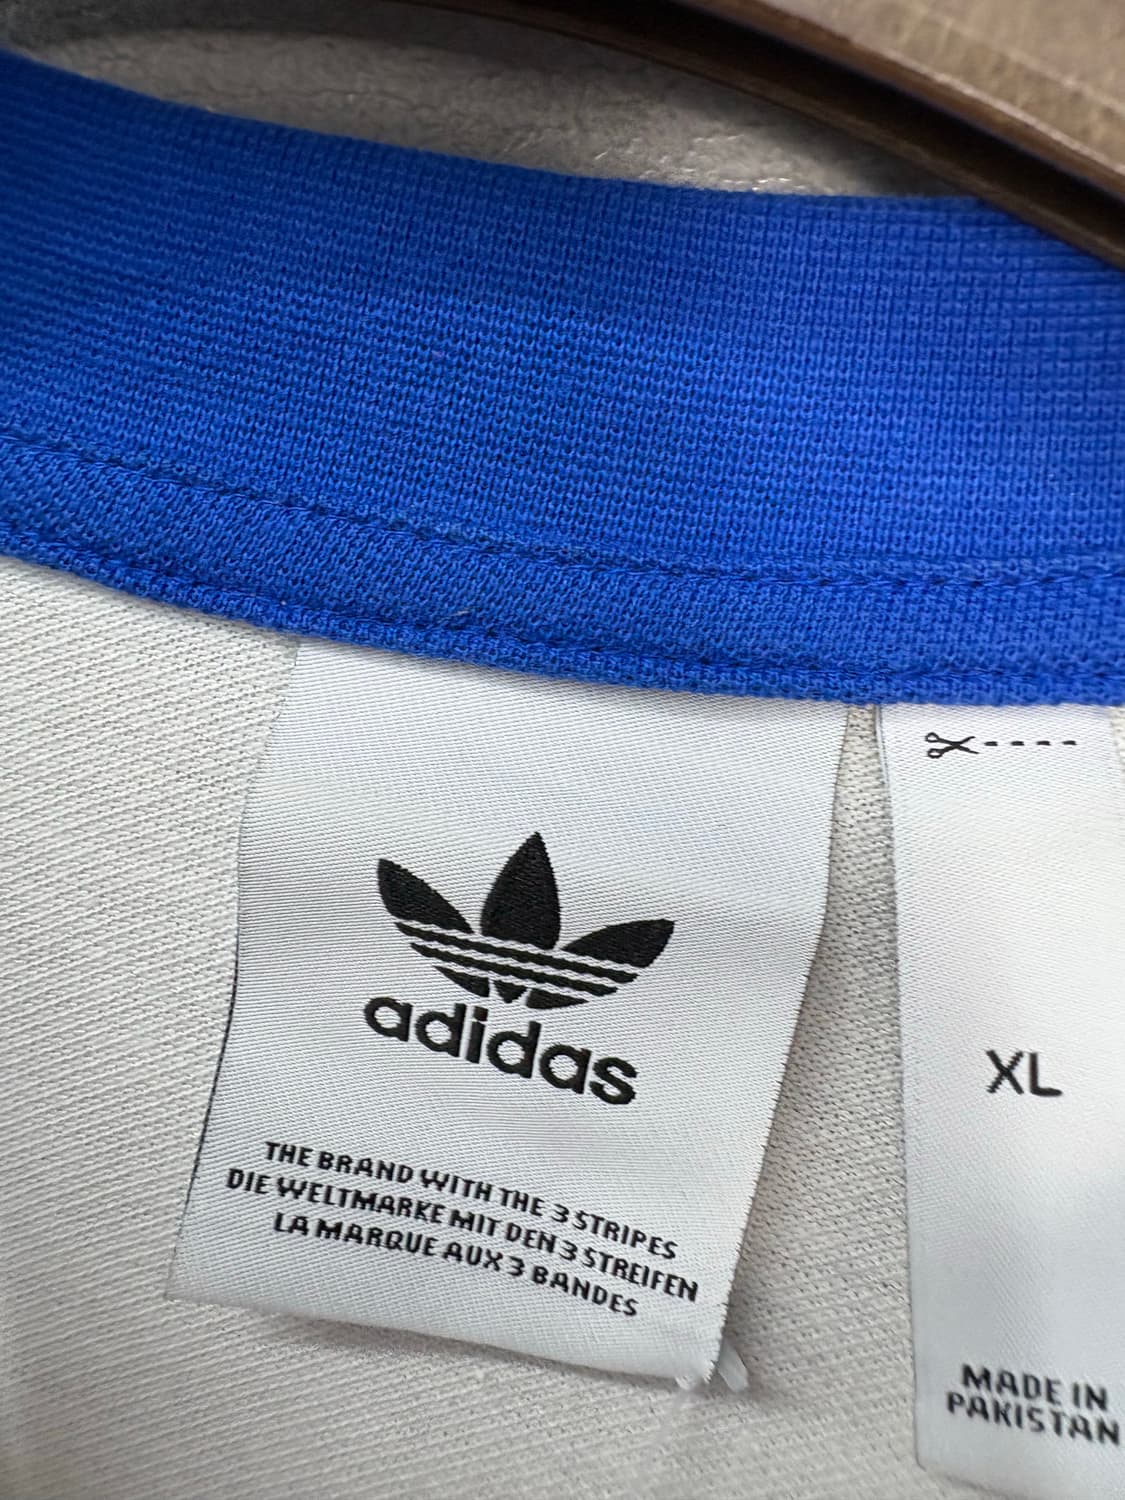 adidas
THE BRAND WITH THE 3 STRIPES
DIE WELTMARKE MIT DEN 3 STREIFEN
LA MARQUE AUX 3 BANDES
XL
MADE IN
PAKISTAN